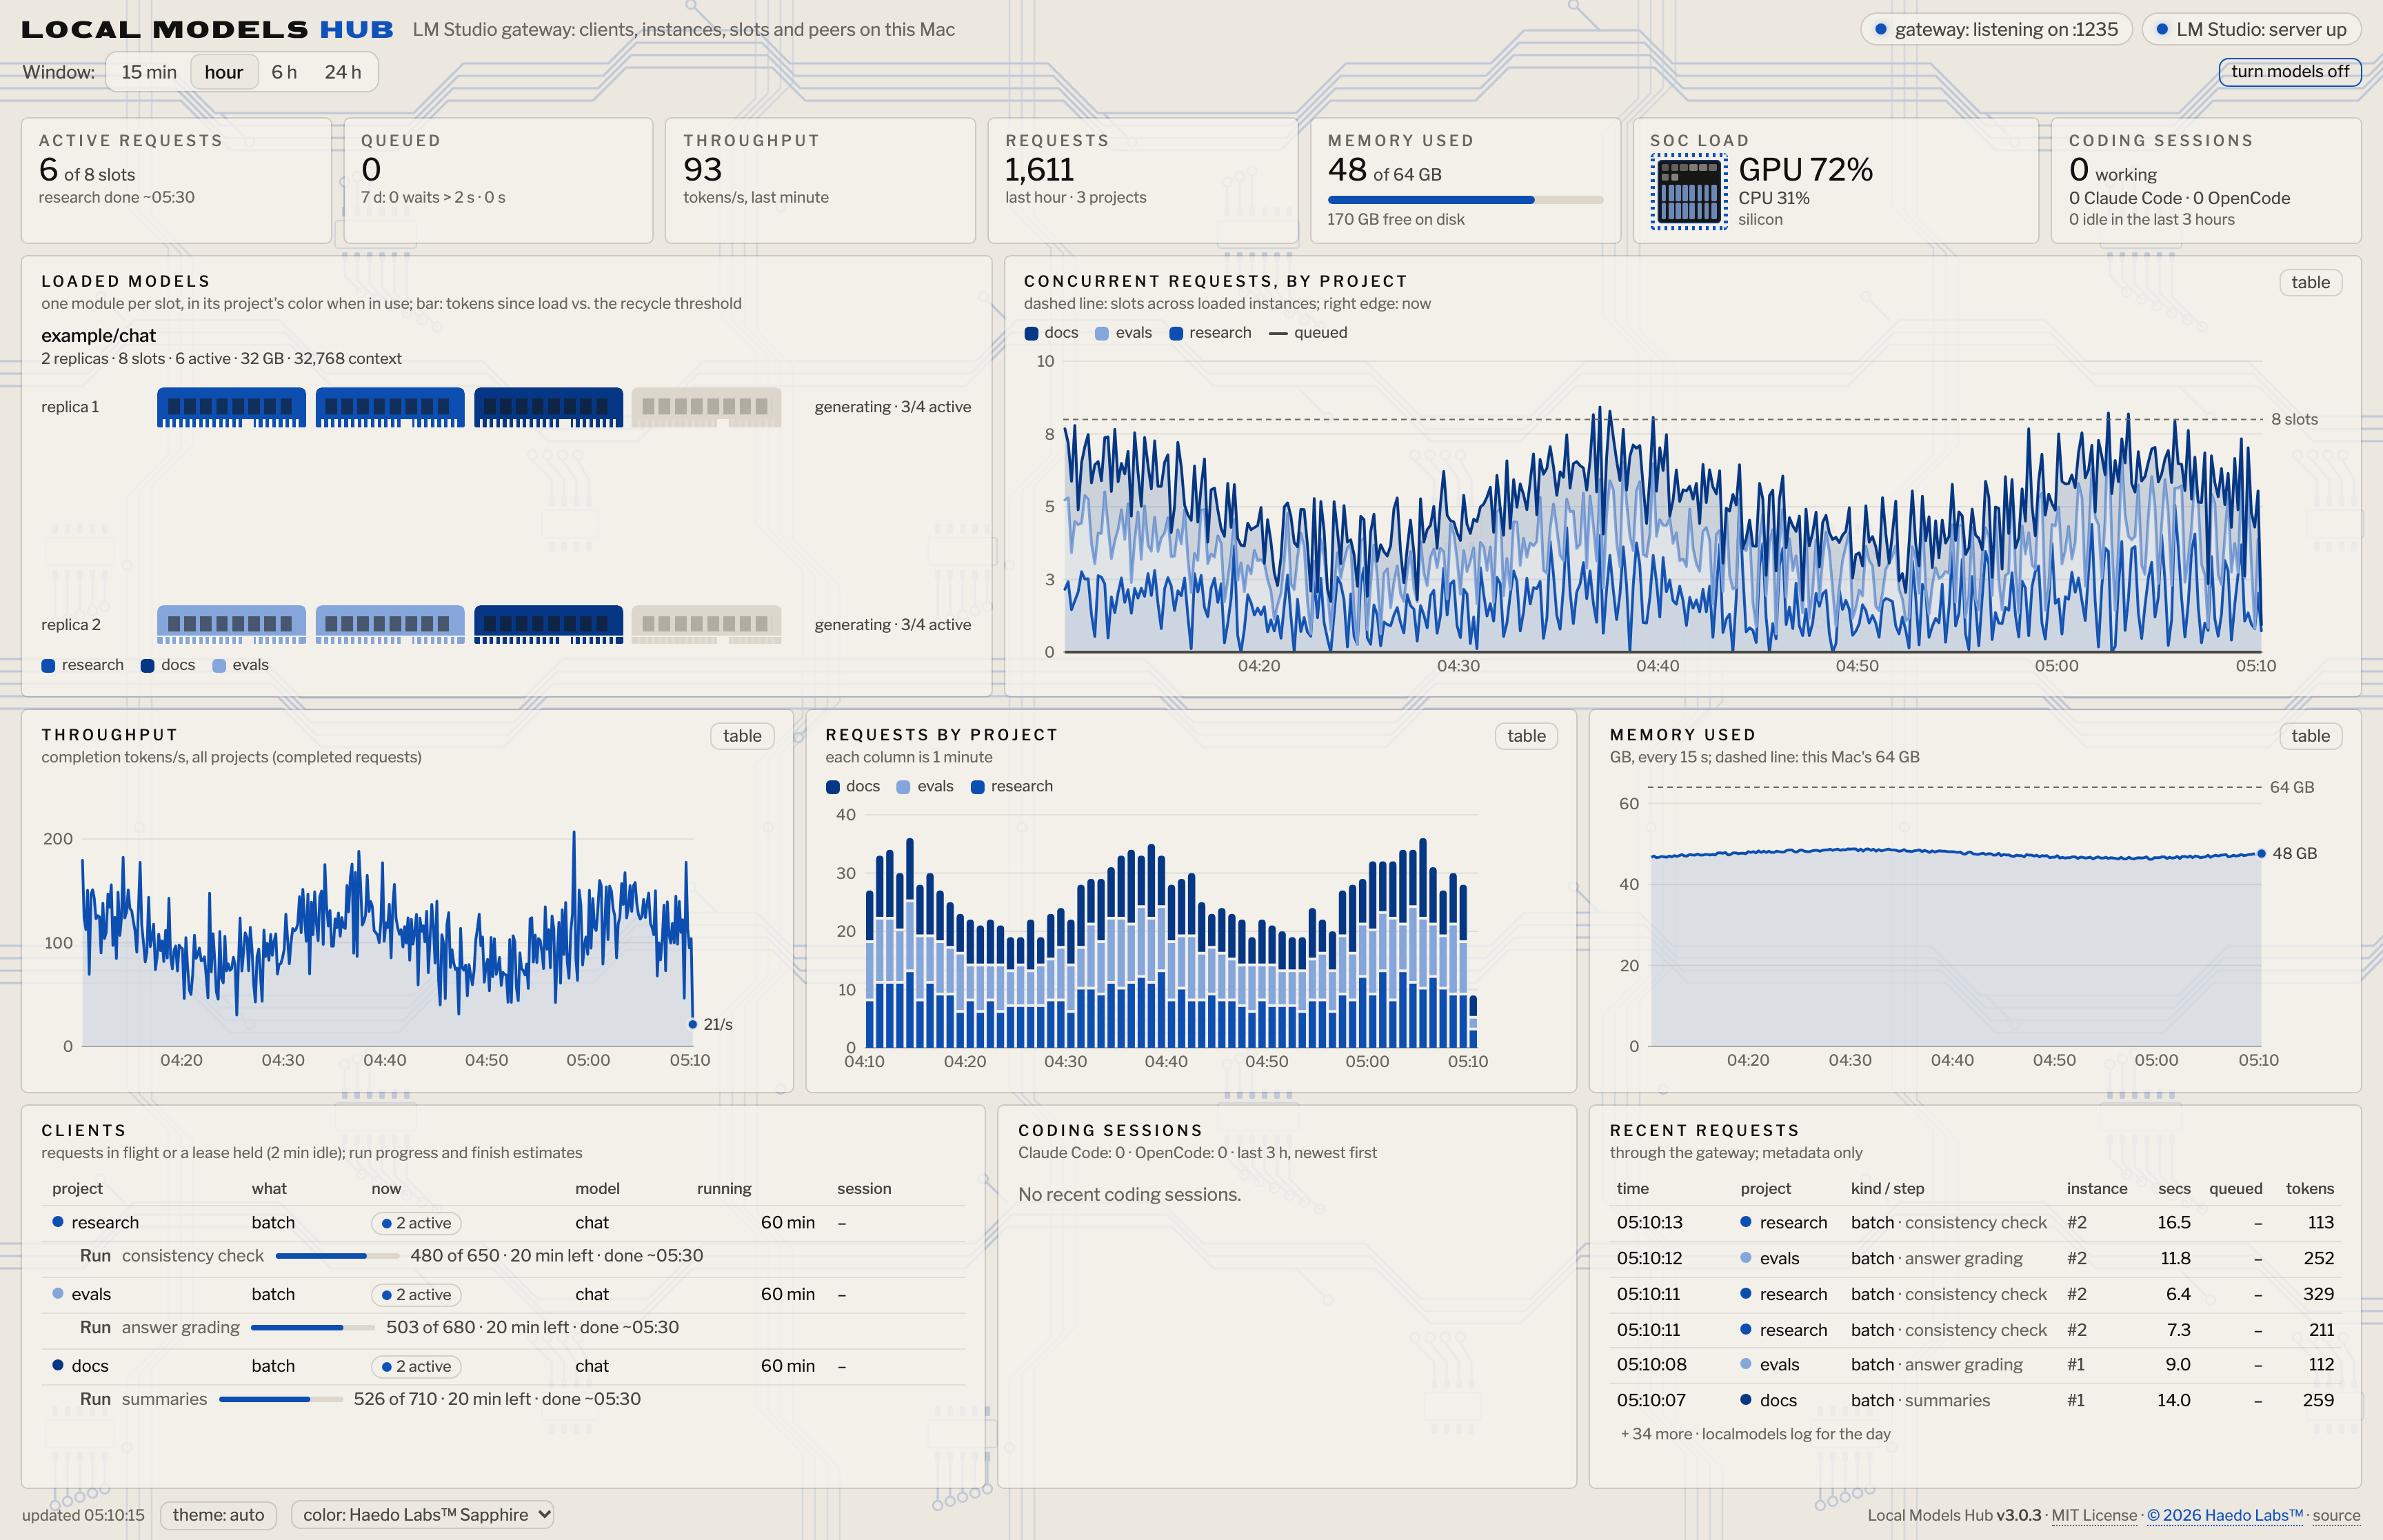 LOCAL MODELS HUB LM Studio gateway: clients, instances, slots and peers on this Mac
gateway: listening on :1235
LM Studio: server up
Window: 15 min hour 6 h 24 h
turn models off
ACTIVE REQUESTS
6 of 8 slots
research done ~05:30
QUEUED
0
7 d: 0 waits > 2 s · 0 s
THROUGHPUT
93
tokens/s, last minute
REQUESTS
1,611
last hour · 3 projects
MEMORY USED
48 of 64 GB
170 GB free on disk
SOC LOAD
GPU 72%
CPU 31%
silicon
CODING SESSIONS
0 working
0 Claude Code · 0 OpenCode
0 idle in the last 3 hours
LOADED MODELS
one module per slot, in its project's color when in use; bar: tokens since load vs. the recycle threshold
example/chat
2 replicas · 8 slots · 6 active · 32 GB · 32,768 context
replica 1 generating · 3/4 active
replica 2 generating · 3/4 active
research docs evals
CONCURRENT REQUESTS, BY PROJECT
table
dashed line: slots across loaded instances; right edge: now
docs evals research queued
10
8 slots
8
5
3
0
04:20 04:30 04:40 04:50 05:00 05:10
THROUGHPUT
table
completion tokens/s, all projects (completed requests)
200
100
21/s
0
04:20 04:30 04:40 04:50 05:00 05:10
REQUESTS BY PROJECT
table
each column is 1 minute
docs evals research
40
30
20
10
0
04:10 04:20 04:30 04:40 04:50 05:00 05:10
MEMORY USED
table
GB, every 15 s; dashed line: this Mac's 64 GB
64 GB
60
48 GB
40
20
0
04:20 04:30 04:40 04:50 05:00 05:10
CLIENTS
requests in flight or a lease held (2 min idle); run progress and finish estimates
project what now model running session
research batch 2 active chat 60 min –
Run consistency check 480 of 650 · 20 min left · done ~05:30
evals batch 2 active chat 60 min –
Run answer grading 503 of 680 · 20 min left · done ~05:30
docs batch 2 active chat 60 min –
Run summaries 526 of 710 · 20 min left · done ~05:30
CODING SESSIONS
Claude Code: 0 · OpenCode: 0 · last 3 h, newest first
No recent coding sessions.
RECENT REQUESTS
through the gateway; metadata only
time project kind / step instance secs queued tokens
05:10:13 research batch · consistency check #2 16.5 – 113
05:10:12 evals batch · answer grading #2 11.8 – 252
05:10:11 research batch · consistency check #2 6.4 – 329
05:10:11 research batch · consistency check #2 7.3 – 211
05:10:08 evals batch · answer grading #1 9.0 – 112
05:10:07 docs batch · summaries #1 14.0 – 259
+ 34 more · localmodels log for the day
updated 05:10:15 theme: auto color: Haedo Labs™ Sapphire
Local Models Hub v3.0.3 · MIT License · © 2026 Haedo Labs™ · source